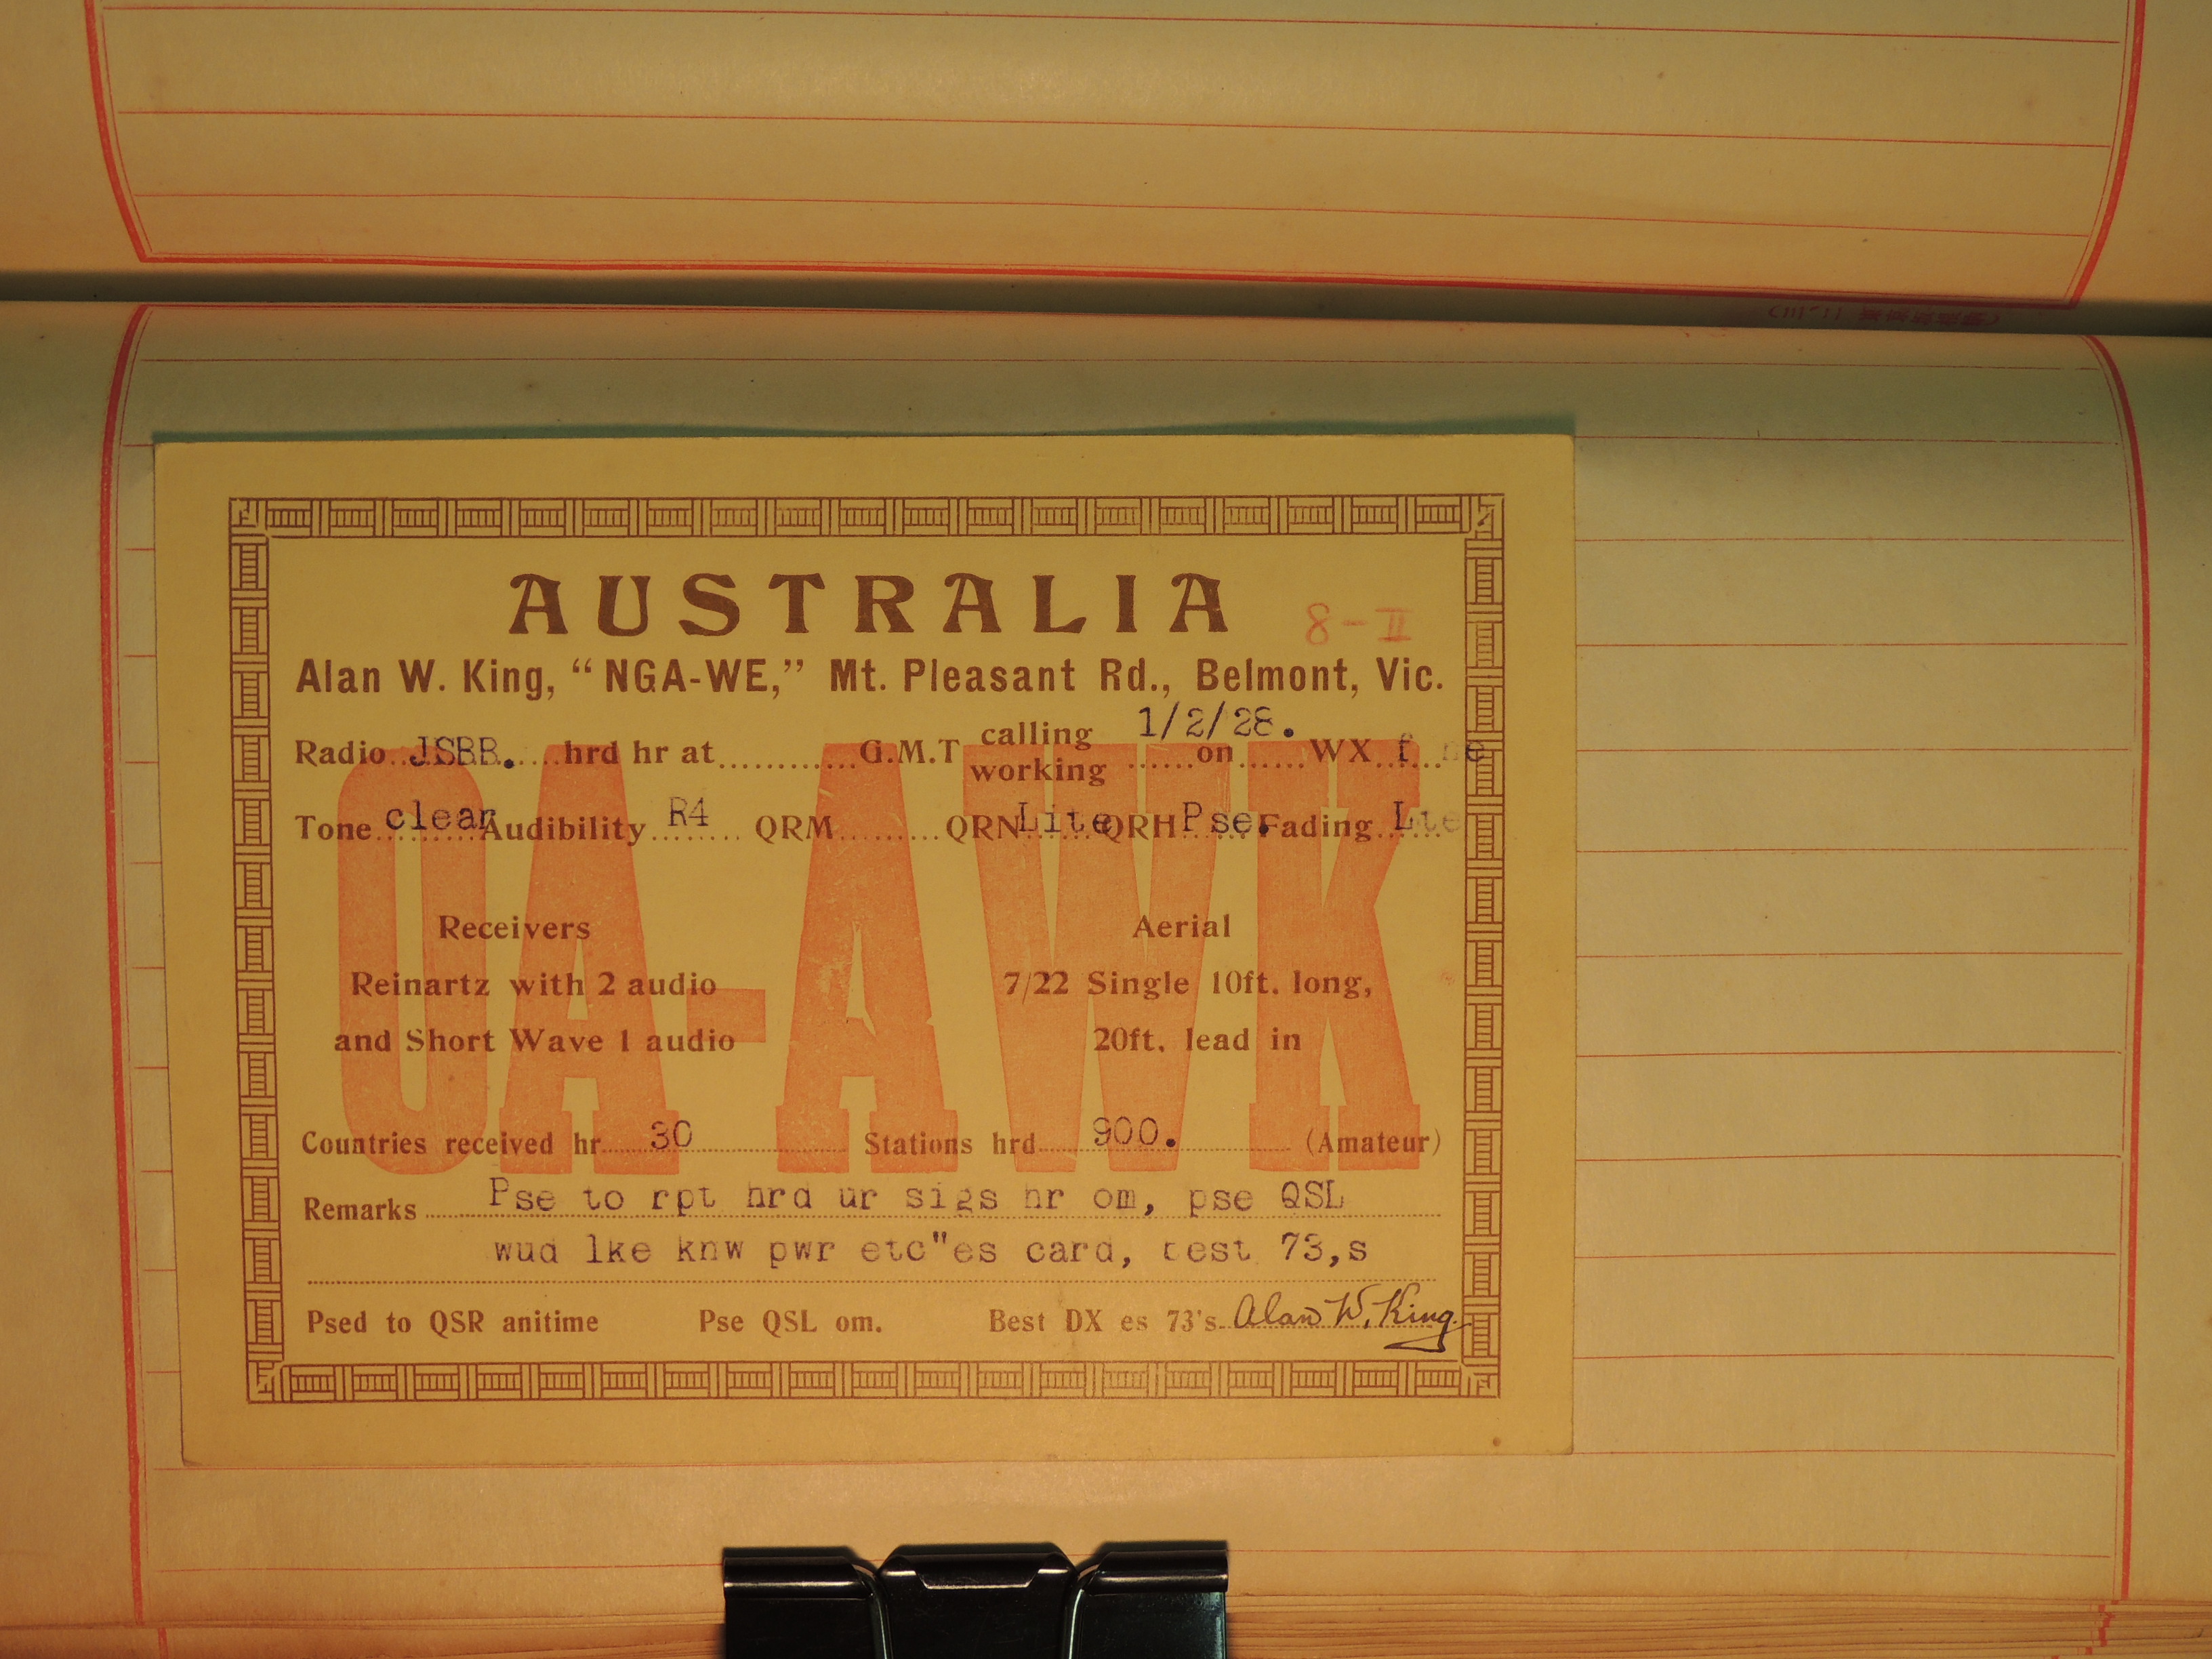 AUSTRALIA
8-II
Alan W. King, "NGA-WE," Mt. Pleasant Rd., Belmont, Vic.
Radio JSBB. hrd hr at G.M.T calling working 1/2/28. on WX fine
Tone clear Audibility R4 QRM QRN Lite QRH Pse. Fading Lte
OA-AWK
Receivers Aerial
Reinartz with 2 audio 7/22 Single 10ft. long,
and Short Wave 1 audio 20ft. lead in
Countries received hr 30 Stations hrd 900. (Amateur)
Remarks Pse to rpt hrd ur sigs hr om, pse QSL
wud lke knw pwr etc"es card, best 73,s
Psed to QSR anitime Pse QSL om. Best DX es 73's Alan W. King.